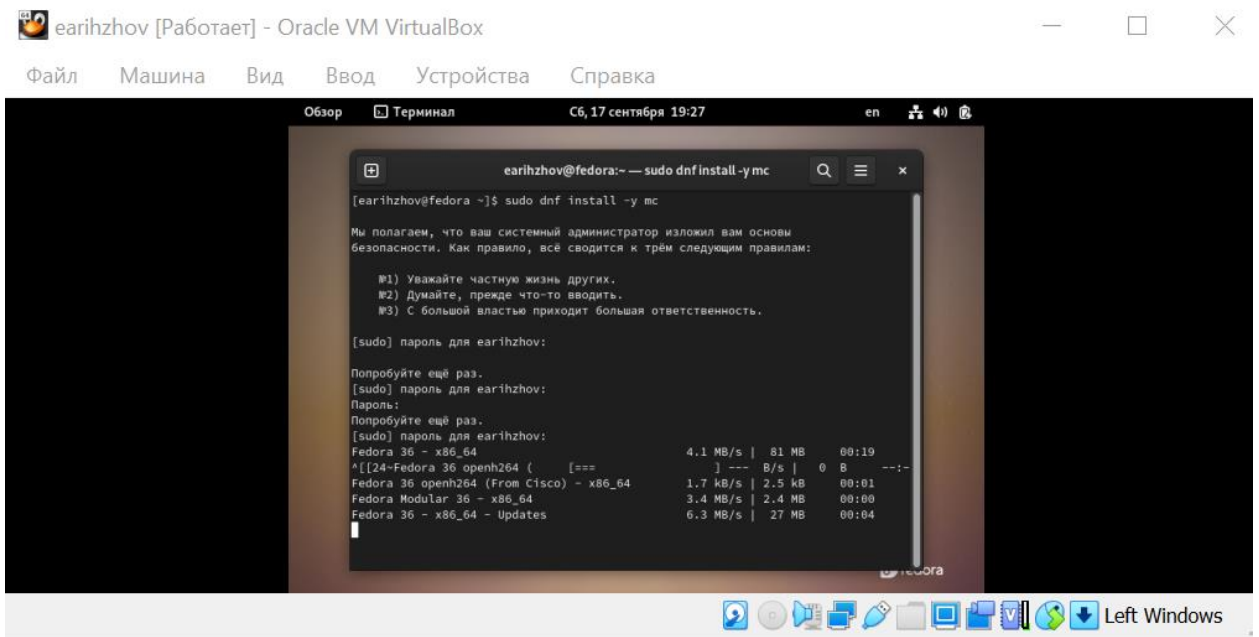 earihzhov [Работает] - Oracle VM VirtualBox
Файл Машина Вид Ввод Устройства Справка
Обзор Терминал Сб, 17 сентября 19:27 en
earihzhov@fedora:~ — sudo dnf install -y mc
[earihzhov@fedora ~]$ sudo dnf install -y mc
Мы полагаем, что ваш системный администратор изложил вам основы
безопасности. Как правило, всё сводится к трём следующим правилам:
№1) Уважайте частную жизнь других.
№2) Думайте, прежде что-то вводить.
№3) С большой властью приходит большая ответственность.
[sudo] пароль для earihzhov:
Попробуйте ещё раз.
[sudo] пароль для earihzhov:
Пароль:
Попробуйте ещё раз.
[sudo] пароль для earihzhov:
Fedora 36 - x86_64 4.1 MB/s | 81 MB 00:19
^[[24~Fedora 36 openh264 ( [=== ] --- B/s | 0 B --:-
Fedora 36 openh264 (From Cisco) - x86_64 1.7 kB/s | 2.5 kB 00:01
Fedora Modular 36 - x86_64 3.4 MB/s | 2.4 MB 00:00
Fedora 36 - x86_64 - Updates 6.3 MB/s | 27 MB 00:04
fedora
Left Windows